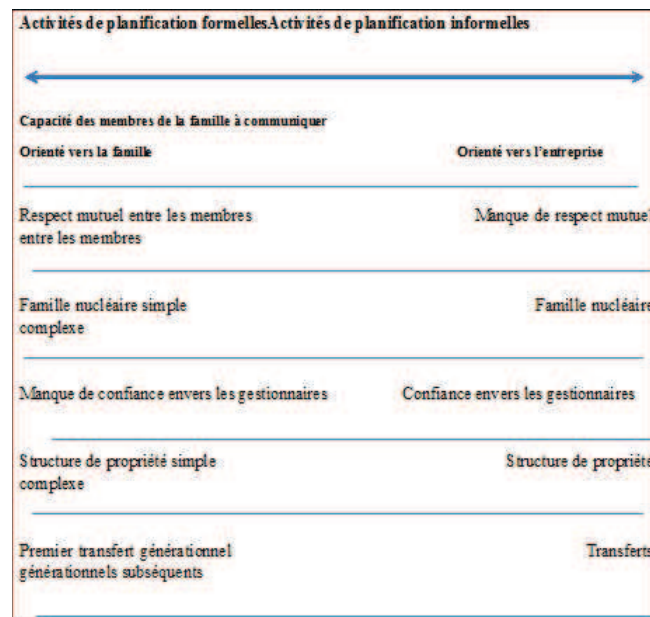 Activités de planification formellesActivités de planification informelles
Capacité des membres de la famille à communiquer
Orienté vers la famille Orienté vers l'entreprise
Respect mutuel entre les membres Manque de respect mutuel
entre les membres
Famille nucléaire simple Famille nucléaire
complexe
Manque de confiance envers les gestionnaires Confiance envers les gestionnaires
Structure de propriété simple Structure de propriété
complexe
Premier transfert générationnel Transferts
générationnels subséquents